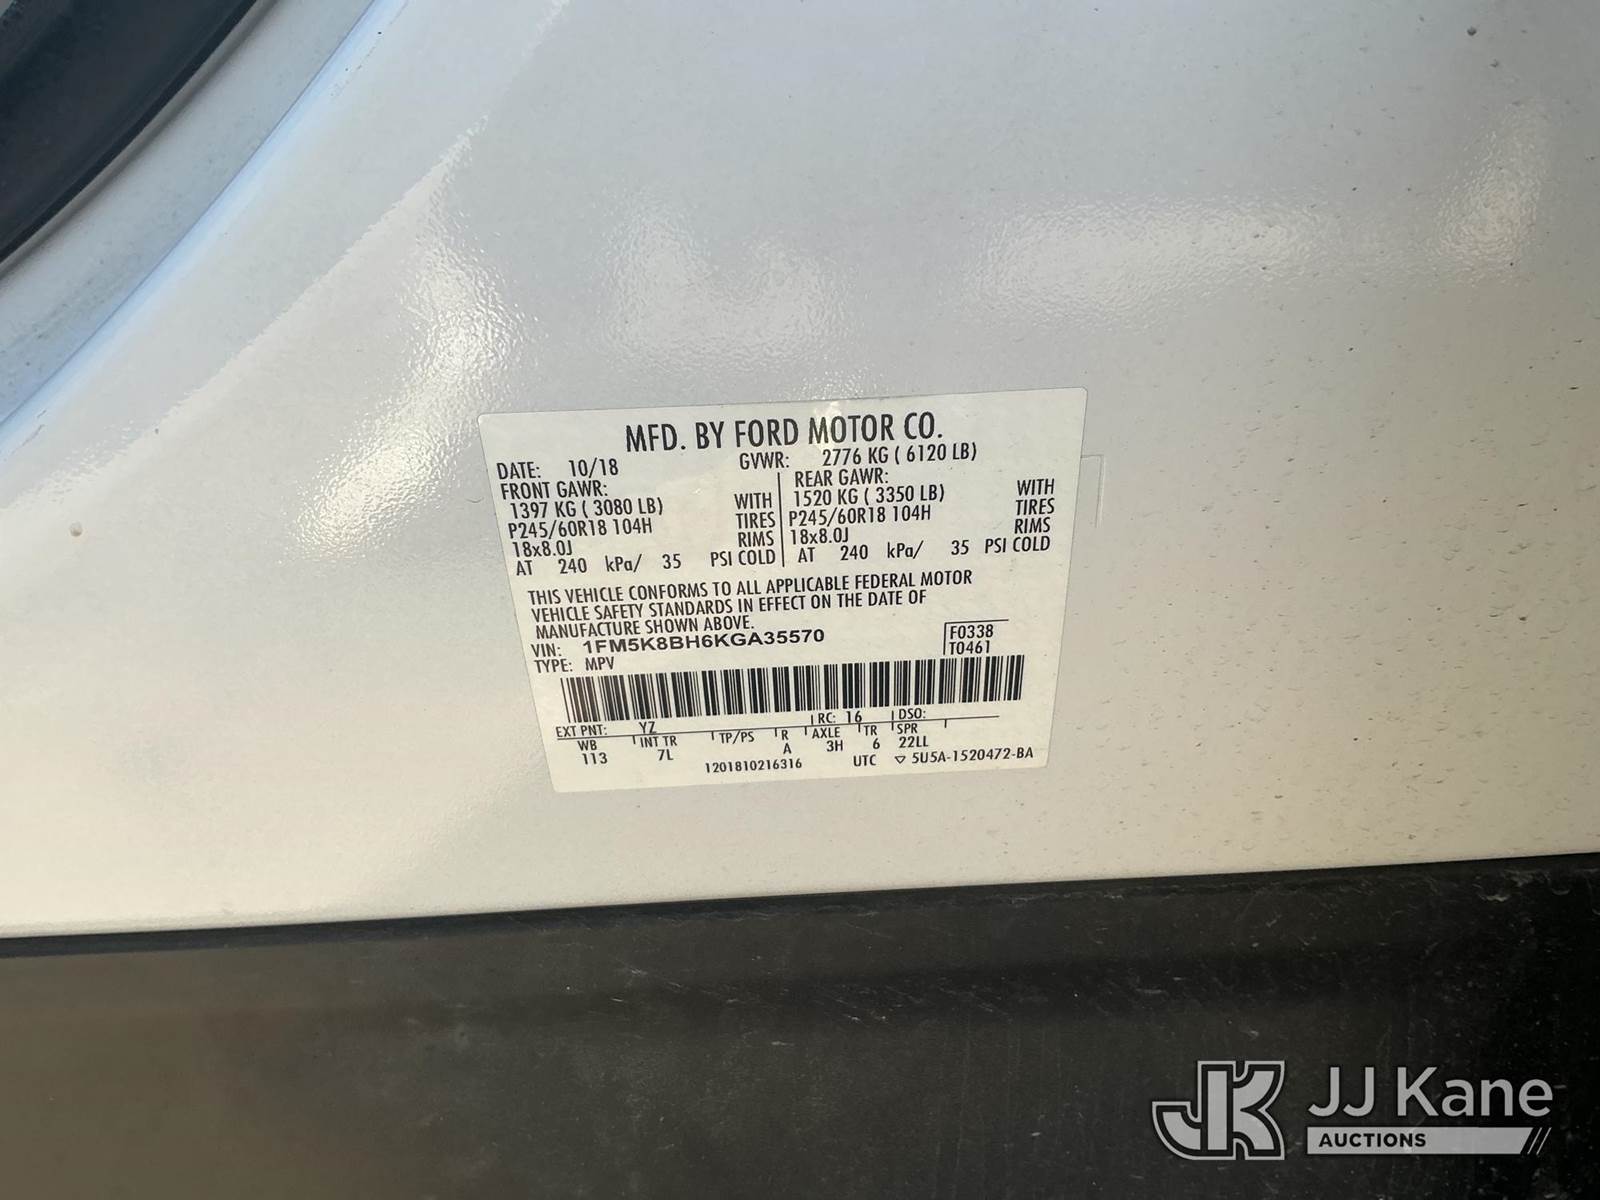 MFD. BY FORD MOTOR CO.
DATE: 10/18 GVWR: 2776 KG ( 6120 LB)
FRONT GAWR: REAR GAWR:
1397 KG ( 3080 LB) WITH 1520 KG ( 3350 LB) WITH
P245/60R18 104H TIRES P245/60R18 104H TIRES
18x8.0J RIMS 18x8.0J RIMS
AT 240 kPa/ 35 PSI COLD AT 240 kPa/ 35 PSI COLD
THIS VEHICLE CONFORMS TO ALL APPLICABLE FEDERAL MOTOR
VEHICLE SAFETY STANDARDS IN EFFECT ON THE DATE OF
MANUFACTURE SHOWN ABOVE.
VIN: 1FM5K8BH6KGA35570 F0338
TYPE: MPV T0461
EXT PNT: YZ RC: 16 DSO:
WB INT TR TP/PS R AXLE TR SPR
113 7L A 3H 6 22LL
1201810216316 UTC ▽ 5U5A-1520472-BA
JK JJ Kane
AUCTIONS